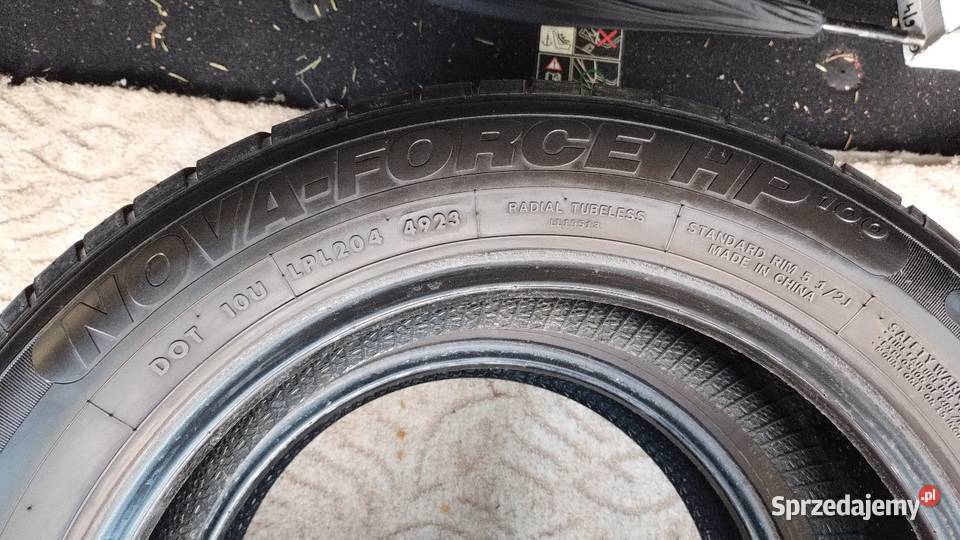 NOVA-FORCE HP100
DOT 10U LPL204 4923
RADIAL TUBELESS
STANDARD RIM 5 1/2J
MADE IN CHINA
Sprzedajemy.pl